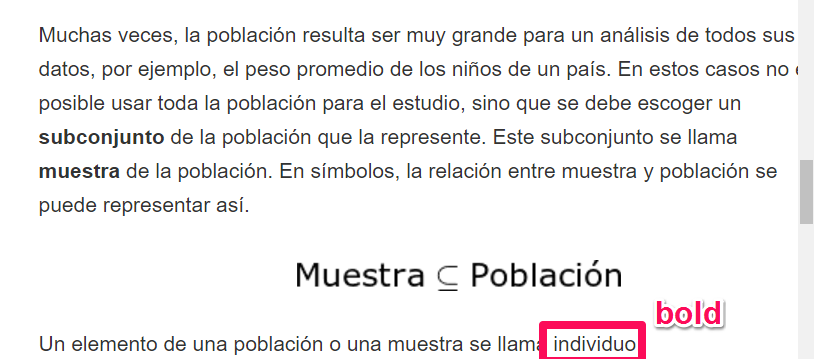 Muchas veces, la población resulta ser muy grande para un análisis de todos sus
datos, por ejemplo, el peso promedio de los niños de un país. En estos casos no
posible usar toda la población para el estudio, sino que se debe escoger un
subconjunto de la población que la represente. Este subconjunto se llama
muestra de la población. En símbolos, la relación entre muestra y población se
puede representar así.
Muestra ⊆ Población
bold
Un elemento de una población o una muestra se llama individuo